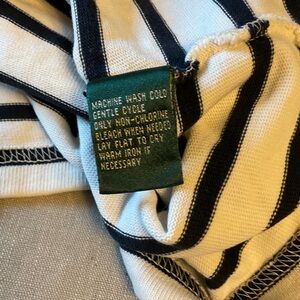 MACHINE WASH COLD
GENTLE CYCLE
ONLY NON-CHLORINE
BLEACH WHEN NEEDED
LAY FLAT TO DRY
WARM IRON IF
NECESSARY